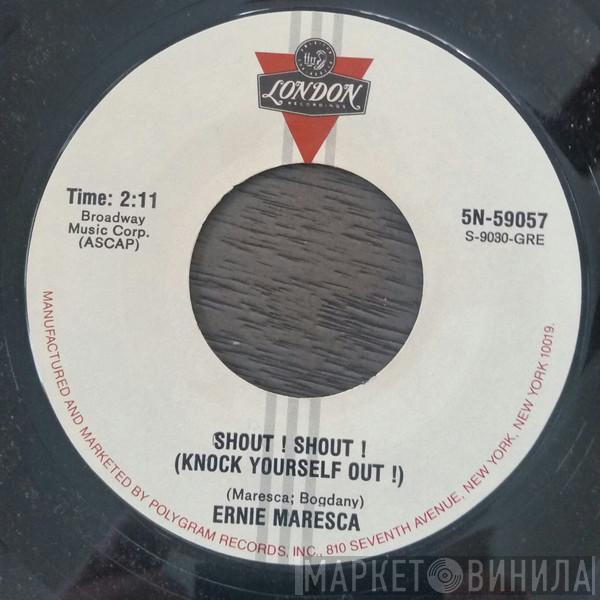 LONDON
RECORDINGS
Time: 2:11
Broadway
Music Corp.
(ASCAP)
5N-59057
S-9030-GRE
SHOUT ! SHOUT !
(KNOCK YOURSELF OUT !)
(Maresca; Bogdany)
ERNIE MARESCA
MANUFACTURED AND MARKETED BY POLYGRAM RECORDS, INC., 810 SEVENTH AVENUE, NEW YORK, NEW YORK 10019.
МАРКЕТ ВИНИЛА